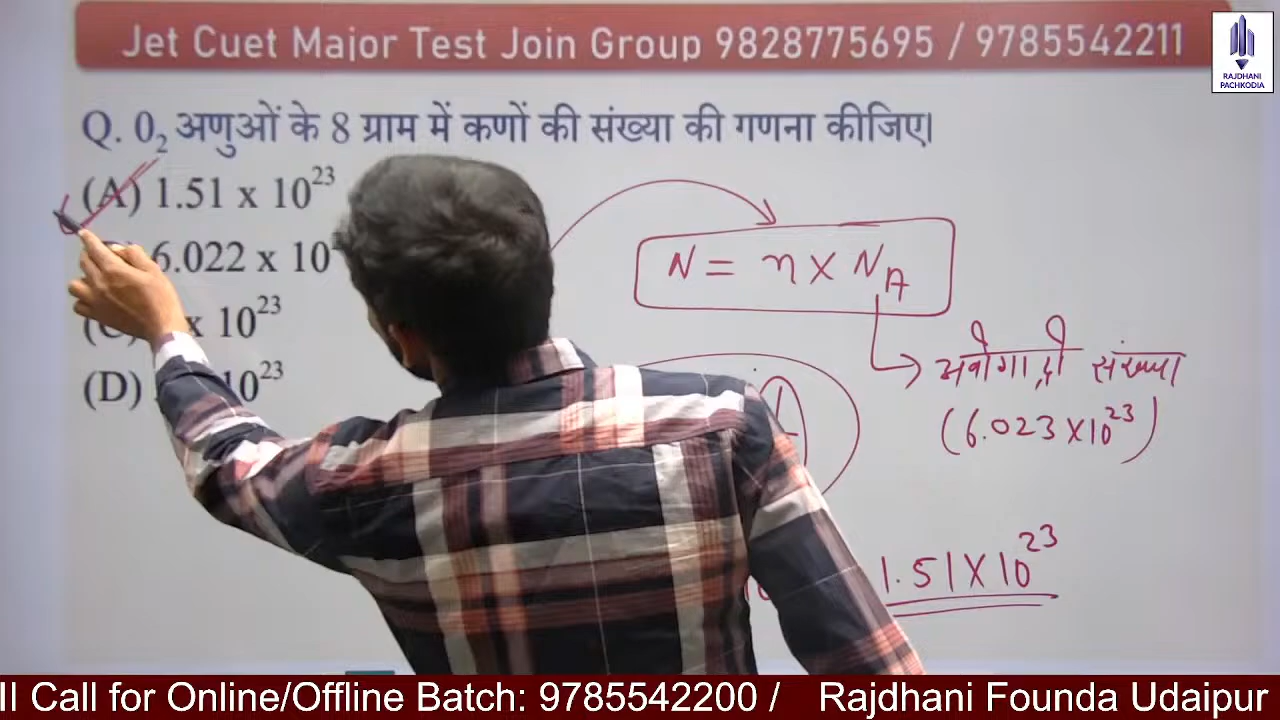 Jet Cuet Major Test Join Group 9828775695 / 9785542211
RAJDHANI
PACHKODIA
Q. 0₂ अणुओं के 8 ग्राम में कणों की संख्या की गणना कीजिए।
(A) 1.51 x 10²³
6.022 x 10
x 10²³
(D) 10²³
N = n × N_A
अवोगाद्रो संख्या
(6.023 × 10²³)
1.51 × 10²³
II Call for Online/Offline Batch: 9785542200 / Rajdhani Founda Udaipur